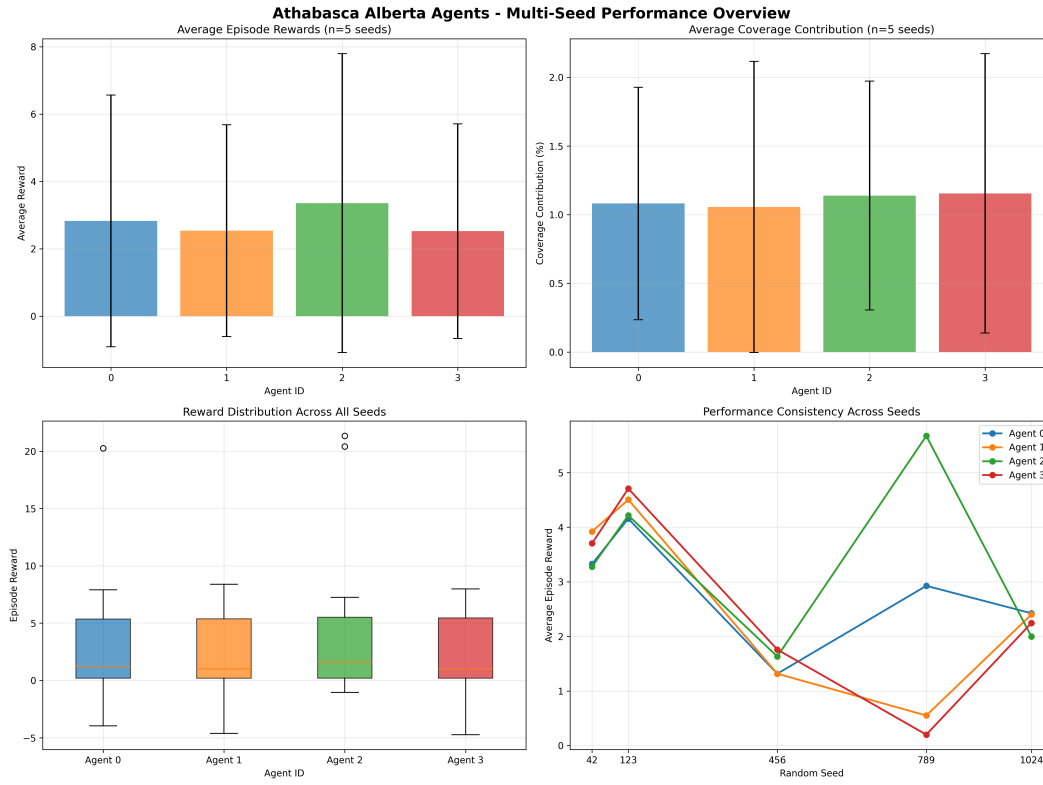 Athabasca Alberta Agents - Multi-Seed Performance Overview
Average Episode Rewards (n=5 seeds)
8
6
4
2
0
Average Reward
0 1 2 3
Agent ID
Average Coverage Contribution (n=5 seeds)
2.0
1.5
1.0
0.5
0.0
Coverage Contribution (%)
0 1 2 3
Agent ID
Reward Distribution Across All Seeds
20
15
10
5
0
−5
Episode Reward
Agent 0 Agent 1 Agent 2 Agent 3
Agent ID
Performance Consistency Across Seeds
Agent 0
Agent 1
Agent 2
Agent 3
5
4
3
2
1
0
Average Episode Reward
42 123 456 789 1024
Random Seed